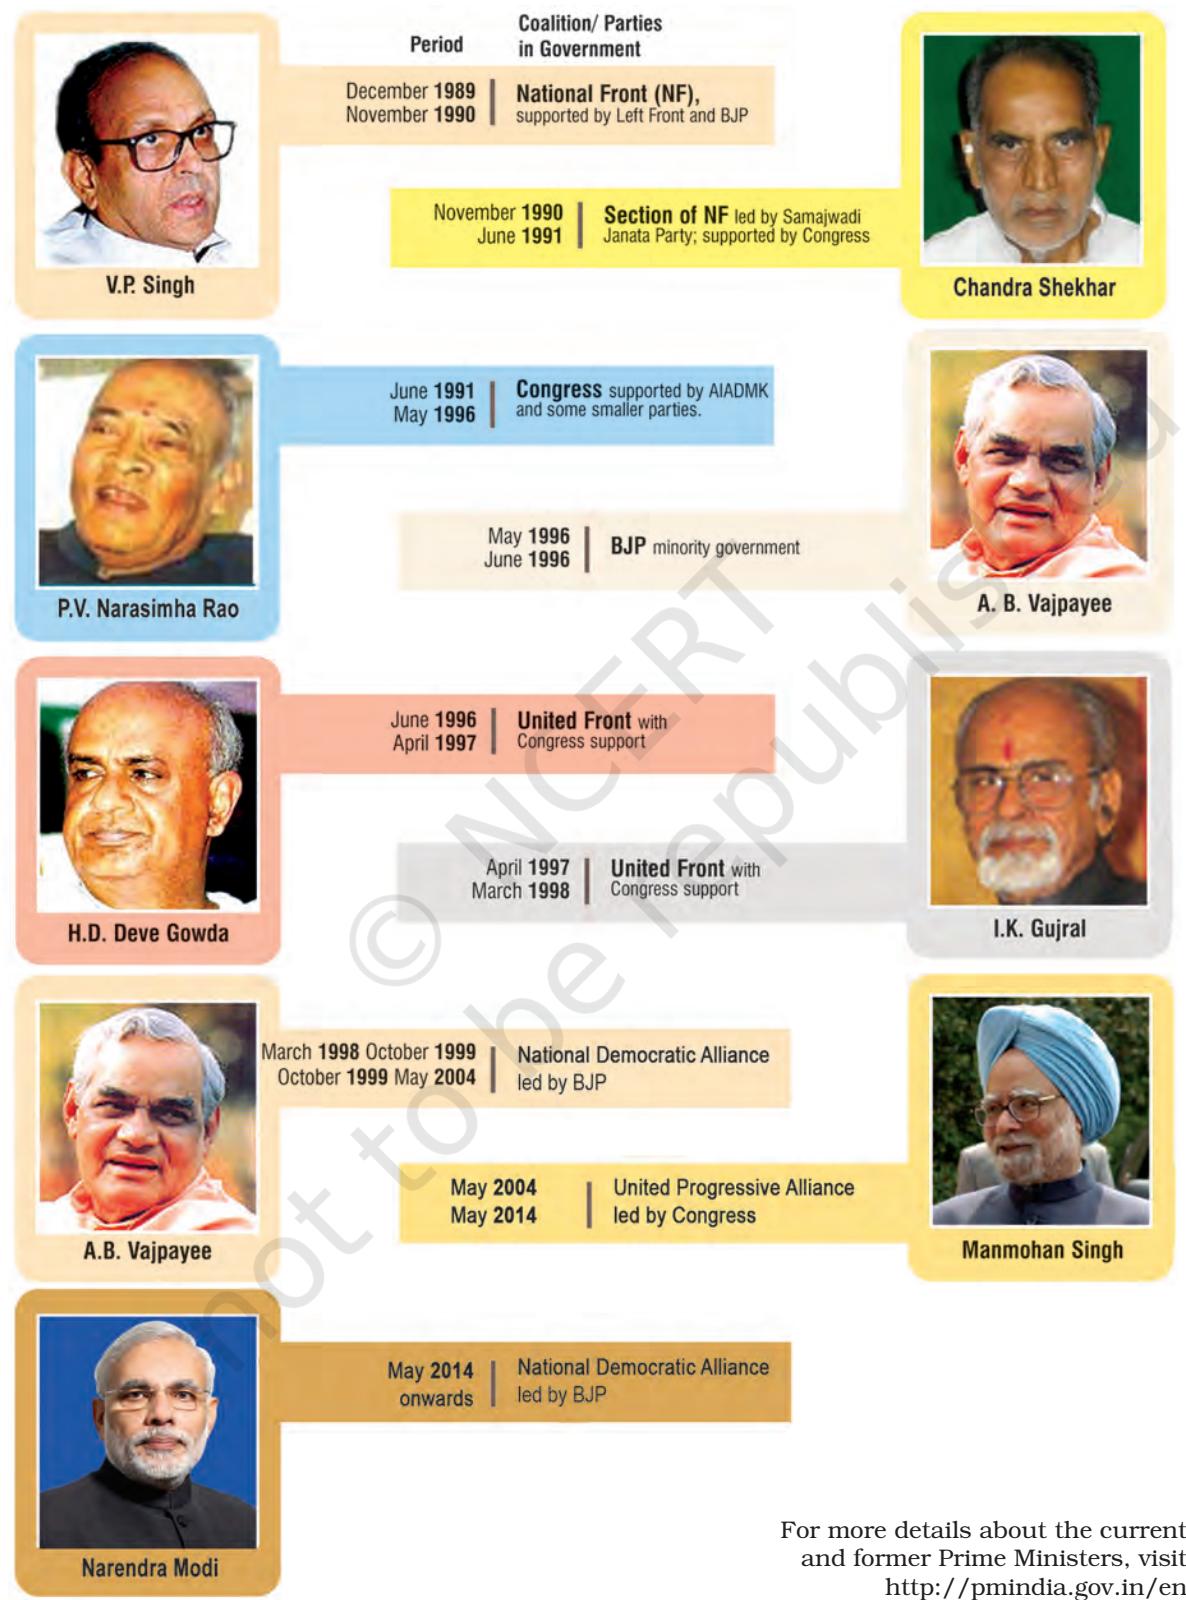 Period
Coalition/ Parties
in Government
December 1989
November 1990
National Front (NF),
supported by Left Front and BJP
V.P. Singh
November 1990
June 1991
Section of NF led by Samajwadi
Janata Party; supported by Congress
Chandra Shekhar
June 1991
May 1996
Congress supported by AIADMK
and some smaller parties.
P.V. Narasimha Rao
May 1996
June 1996
BJP minority government
A. B. Vajpayee
June 1996
April 1997
United Front with
Congress support
H.D. Deve Gowda
April 1997
March 1998
United Front with
Congress support
I.K. Gujral
March 1998 October 1999
October 1999 May 2004
National Democratic Alliance
led by BJP
A.B. Vajpayee
May 2004
May 2014
United Progressive Alliance
led by Congress
Manmohan Singh
May 2014
onwards
National Democratic Alliance
led by BJP
Narendra Modi
For more details about the current
and former Prime Ministers, visit
http://pmindia.gov.in/en
© NCERT
not to be republished